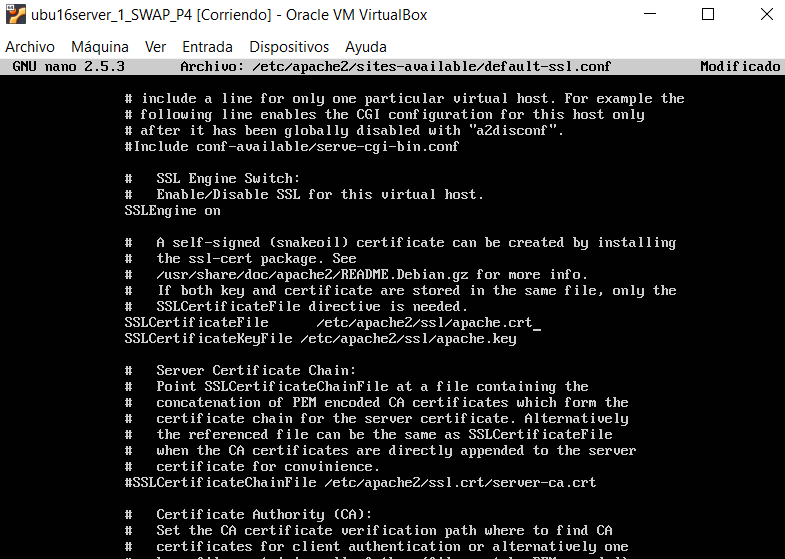 ubu16server_1_SWAP_P4 [Corriendo] - Oracle VM VirtualBox
Archivo Máquina Ver Entrada Dispositivos Ayuda
GNU nano 2.5.3 Archivo: /etc/apache2/sites-available/default-ssl.conf Modificado
# include a line for only one particular virtual host. For example the
# following line enables the CGI configuration for this host only
# after it has been globally disabled with "a2disconf".
#Include conf-available/serve-cgi-bin.conf
# SSL Engine Switch:
# Enable/Disable SSL for this virtual host.
SSLEngine on
# A self-signed (snakeoil) certificate can be created by installing
# the ssl-cert package. See
# /usr/share/doc/apache2/README.Debian.gz for more info.
# If both key and certificate are stored in the same file, only the
# SSLCertificateFile directive is needed.
SSLCertificateFile /etc/apache2/ssl/apache.crt_
SSLCertificateKeyFile /etc/apache2/ssl/apache.key
# Server Certificate Chain:
# Point SSLCertificateChainFile at a file containing the
# concatenation of PEM encoded CA certificates which form the
# certificate chain for the server certificate. Alternatively
# the referenced file can be the same as SSLCertificateFile
# when the CA certificates are directly appended to the server
# certificate for convinience.
#SSLCertificateChainFile /etc/apache2/ssl.crt/server-ca.crt
# Certificate Authority (CA):
# Set the CA certificate verification path where to find CA
# certificates for client authentication or alternatively one